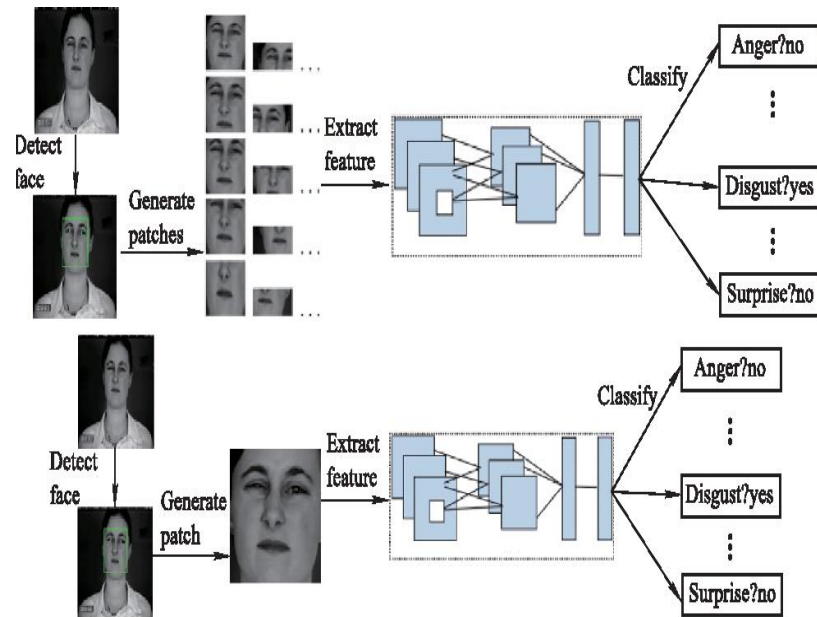 Anger?no
Classify
Detect
face
Extract
feature
Generate
patches
Disgust?yes
Surprise?no
Anger?no
Classify
Detect
face
Extract
feature
Generate
patch
Disgust?yes
Surprise?no